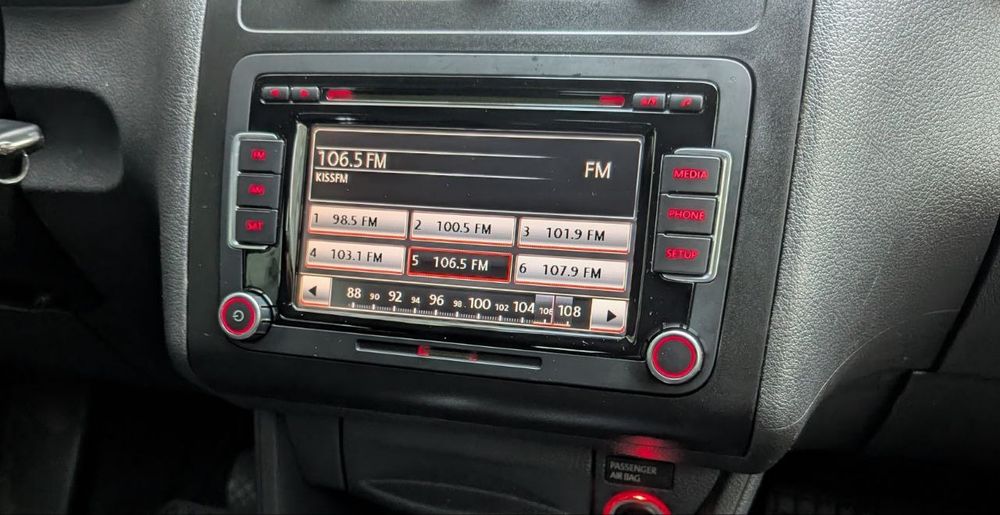 FM
AM
SAT
106.5 FM
KISSFM
FM
1 98.5 FM
2 100.5 FM
3 101.9 FM
4 103.1 FM
5 106.5 FM
6 107.9 FM
88 90 92 94 96 98 100 102 104 106 108
MEDIA
PHONE
SETUP
PASSENGER
AIR BAG